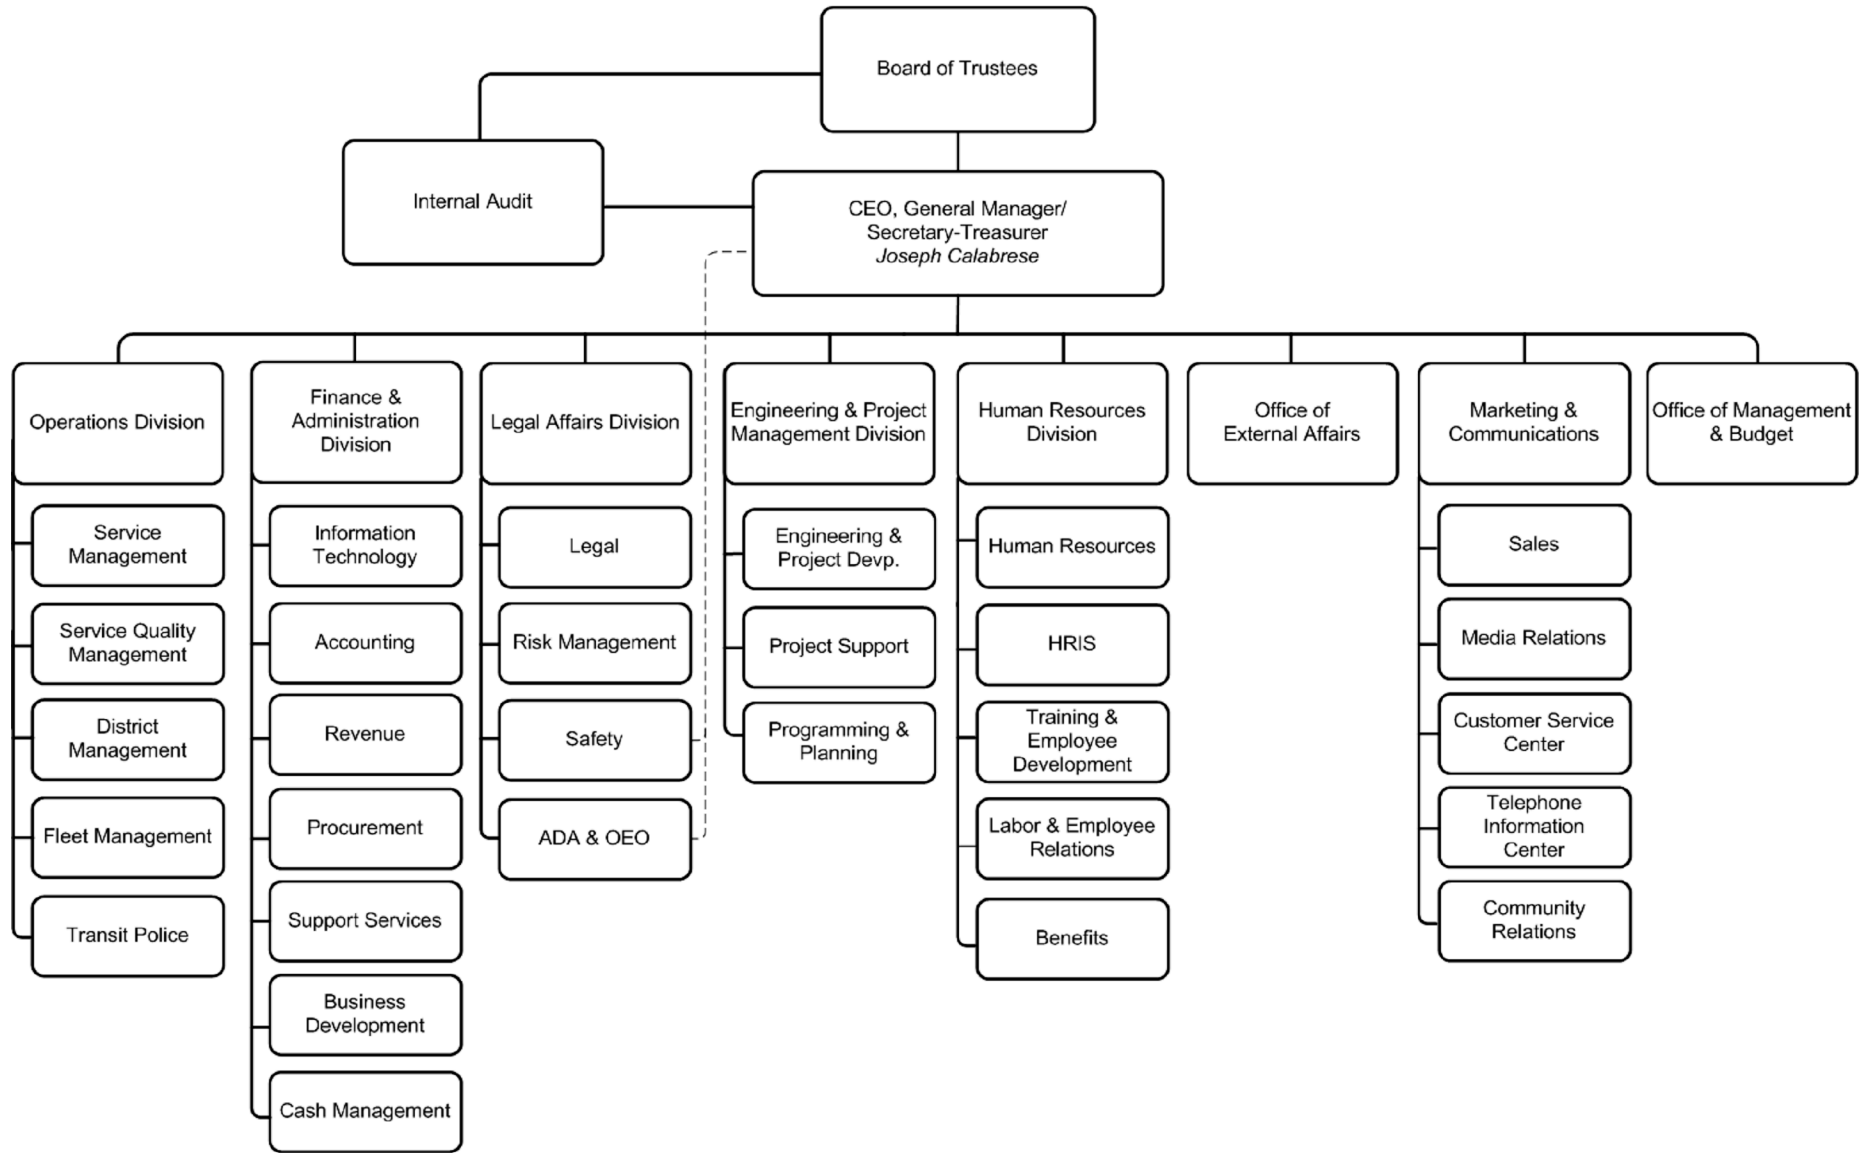 Board of Trustees
Internal Audit
CEO, General Manager/
Secretary-Treasurer
Joseph Calabrese
Operations Division
Service
Management
Service Quality
Management
District
Management
Fleet Management
Transit Police
Finance &
Administration
Division
Information
Technology
Accounting
Revenue
Procurement
Support Services
Business
Development
Cash Management
Legal Affairs Division
Legal
Risk Management
Safety
ADA & OEO
Engineering & Project
Management Division
Engineering &
Project Devp.
Project Support
Programming &
Planning
Human Resources
Division
Human Resources
HRIS
Training &
Employee
Development
Labor & Employee
Relations
Benefits
Office of
External Affairs
Marketing &
Communications
Sales
Media Relations
Customer Service
Center
Telephone
Information
Center
Community
Relations
Office of Management
& Budget